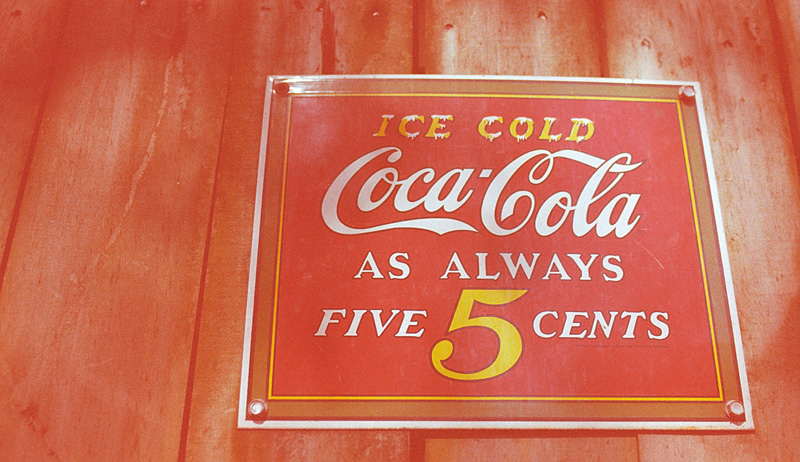 ICE COLD
Coca-Cola
AS ALWAYS
FIVE 5 CENTS